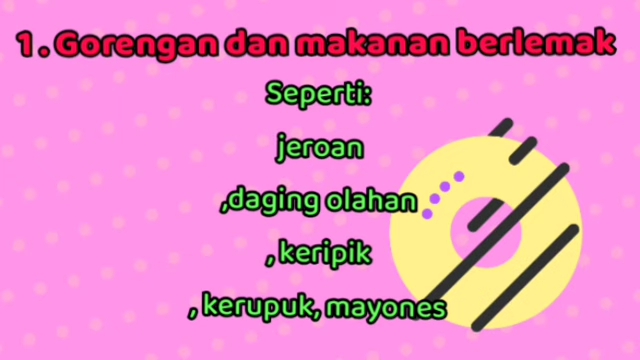 1 . Gorengan dan makanan berlemak
Seperti:
jeroan
,daging olahan
, keripik
, kerupuk, mayones